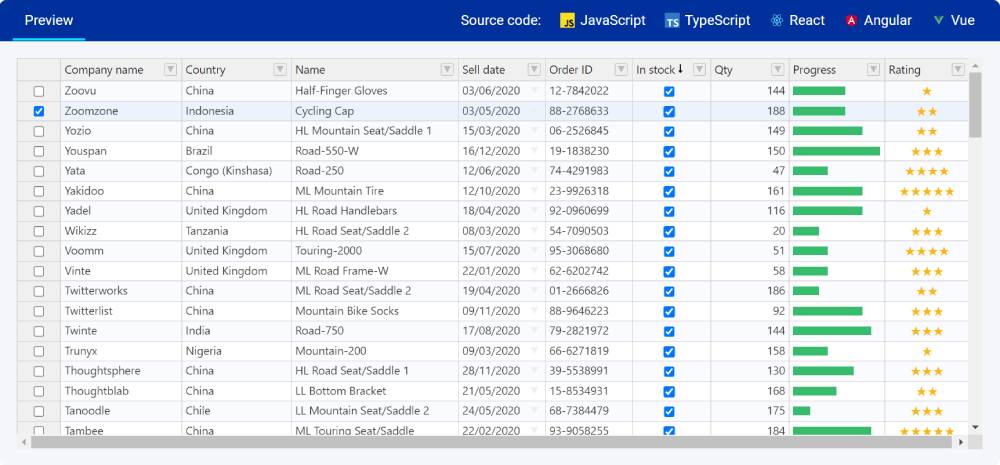 Preview Source code: JS JavaScript TS TypeScript React Angular Vue
Company name Country Name Sell date Order ID In stock Qty Progress Rating
Zoovu China Half-Finger Gloves 03/06/2020 12-7842022 144
Zoomzone Indonesia Cycling Cap 03/05/2020 88-2768633 188
Yozio China HL Mountain Seat/Saddle 1 15/03/2020 06-2526845 149
Youspan Brazil Road-550-W 16/12/2020 19-1838230 150
Yata Congo (Kinshasa) Road-250 12/06/2020 74-4291983 47
Yakidoo China ML Mountain Tire 12/10/2020 23-9926318 161
Yadel United Kingdom HL Road Handlebars 18/04/2020 92-0960699 116
Wikizz Tanzania HL Road Seat/Saddle 2 08/03/2020 54-7090503 20
Voomm United Kingdom Touring-2000 15/07/2020 95-3068680 51
Vinte United Kingdom ML Road Frame-W 22/01/2020 62-6202742 58
Twitterworks China ML Road Seat/Saddle 2 19/04/2020 01-2666826 186
Twitterlist China Mountain Bike Socks 09/11/2020 88-9646223 92
Twinte India Road-750 17/08/2020 79-2821972 144
Trunyx Nigeria Mountain-200 09/03/2020 66-6271819 158
Thoughtsphere China HL Road Seat/Saddle 1 28/11/2020 39-5538991 130
Thoughtblab China LL Bottom Bracket 21/05/2020 15-8534931 168
Tanoodle Chile LL Mountain Seat/Saddle 2 24/05/2020 68-7384479 175
Tambee China ML Touring Seat/Saddle 22/02/2020 93-9058255 184